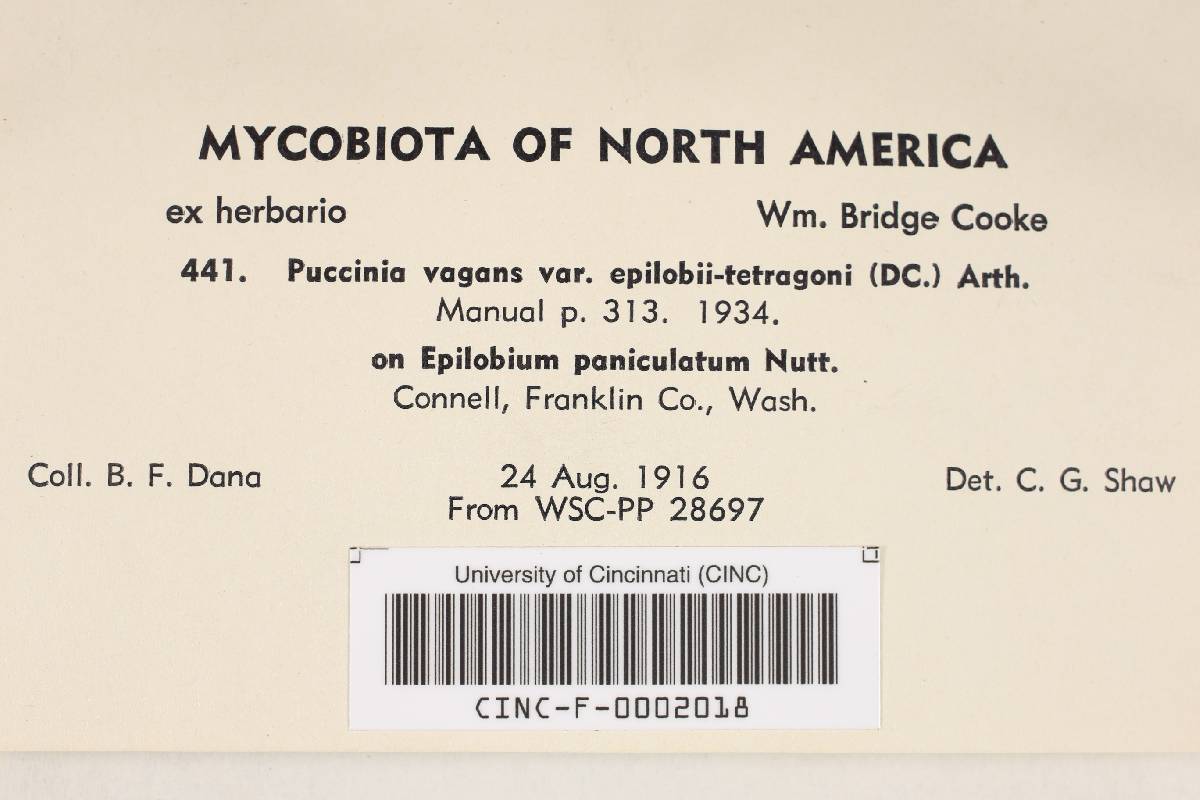 MYCOBIOTA OF NORTH AMERICA
ex herbario Wm. Bridge Cooke
441. Puccinia vagans var. epilobii-tetragoni (DC.) Arth.
Manual p. 313. 1934.
on Epilobium paniculatum Nutt.
Connell, Franklin Co., Wash.
Coll. B. F. Dana 24 Aug. 1916 Det. C. G. Shaw
From WSC-PP 28697
University of Cincinnati (CINC)
CINC-F-0002018